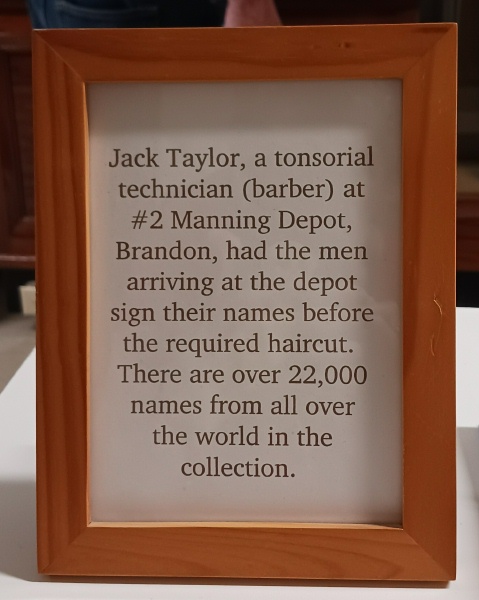 Jack Taylor, a tonsorial
technician (barber) at
#2 Manning Depot,
Brandon, had the men
arriving at the depot
sign their names before
the required haircut.
There are over 22,000
names from all over
the world in the
collection.